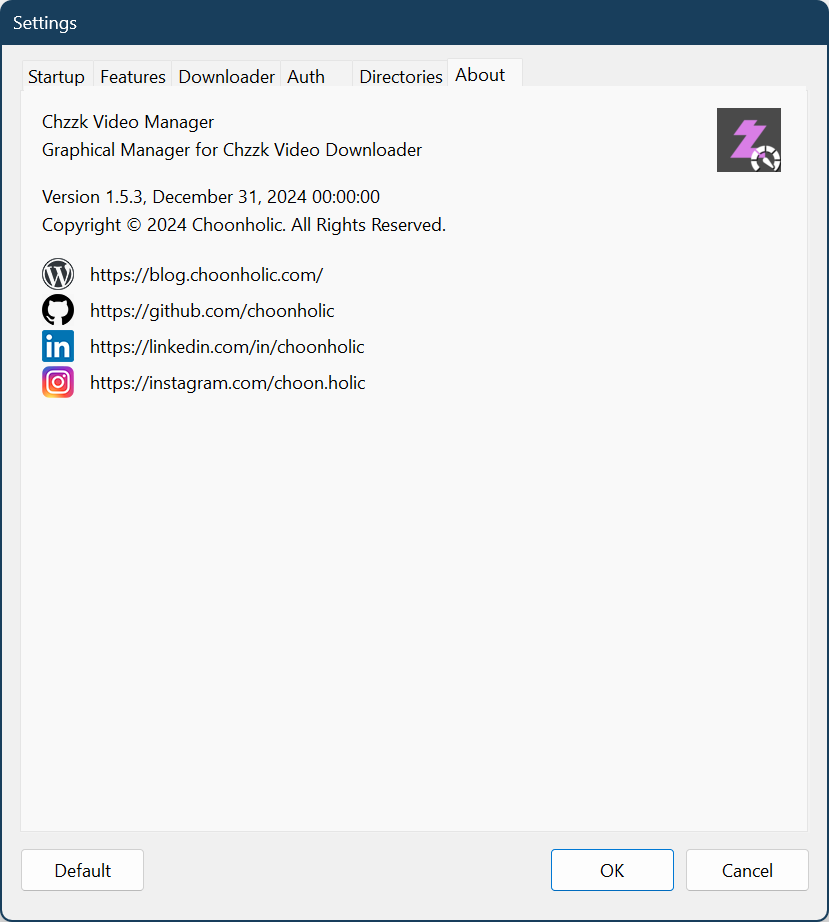 Settings
Startup Features Downloader Auth Directories About
Chzzk Video Manager
Graphical Manager for Chzzk Video Downloader
Version 1.5.3, December 31, 2024 00:00:00
Copyright © 2024 Choonholic. All Rights Reserved.
https://blog.choonholic.com/
https://github.com/choonholic
in https://linkedin.com/in/choonholic
https://instagram.com/choon.holic
Default OK Cancel